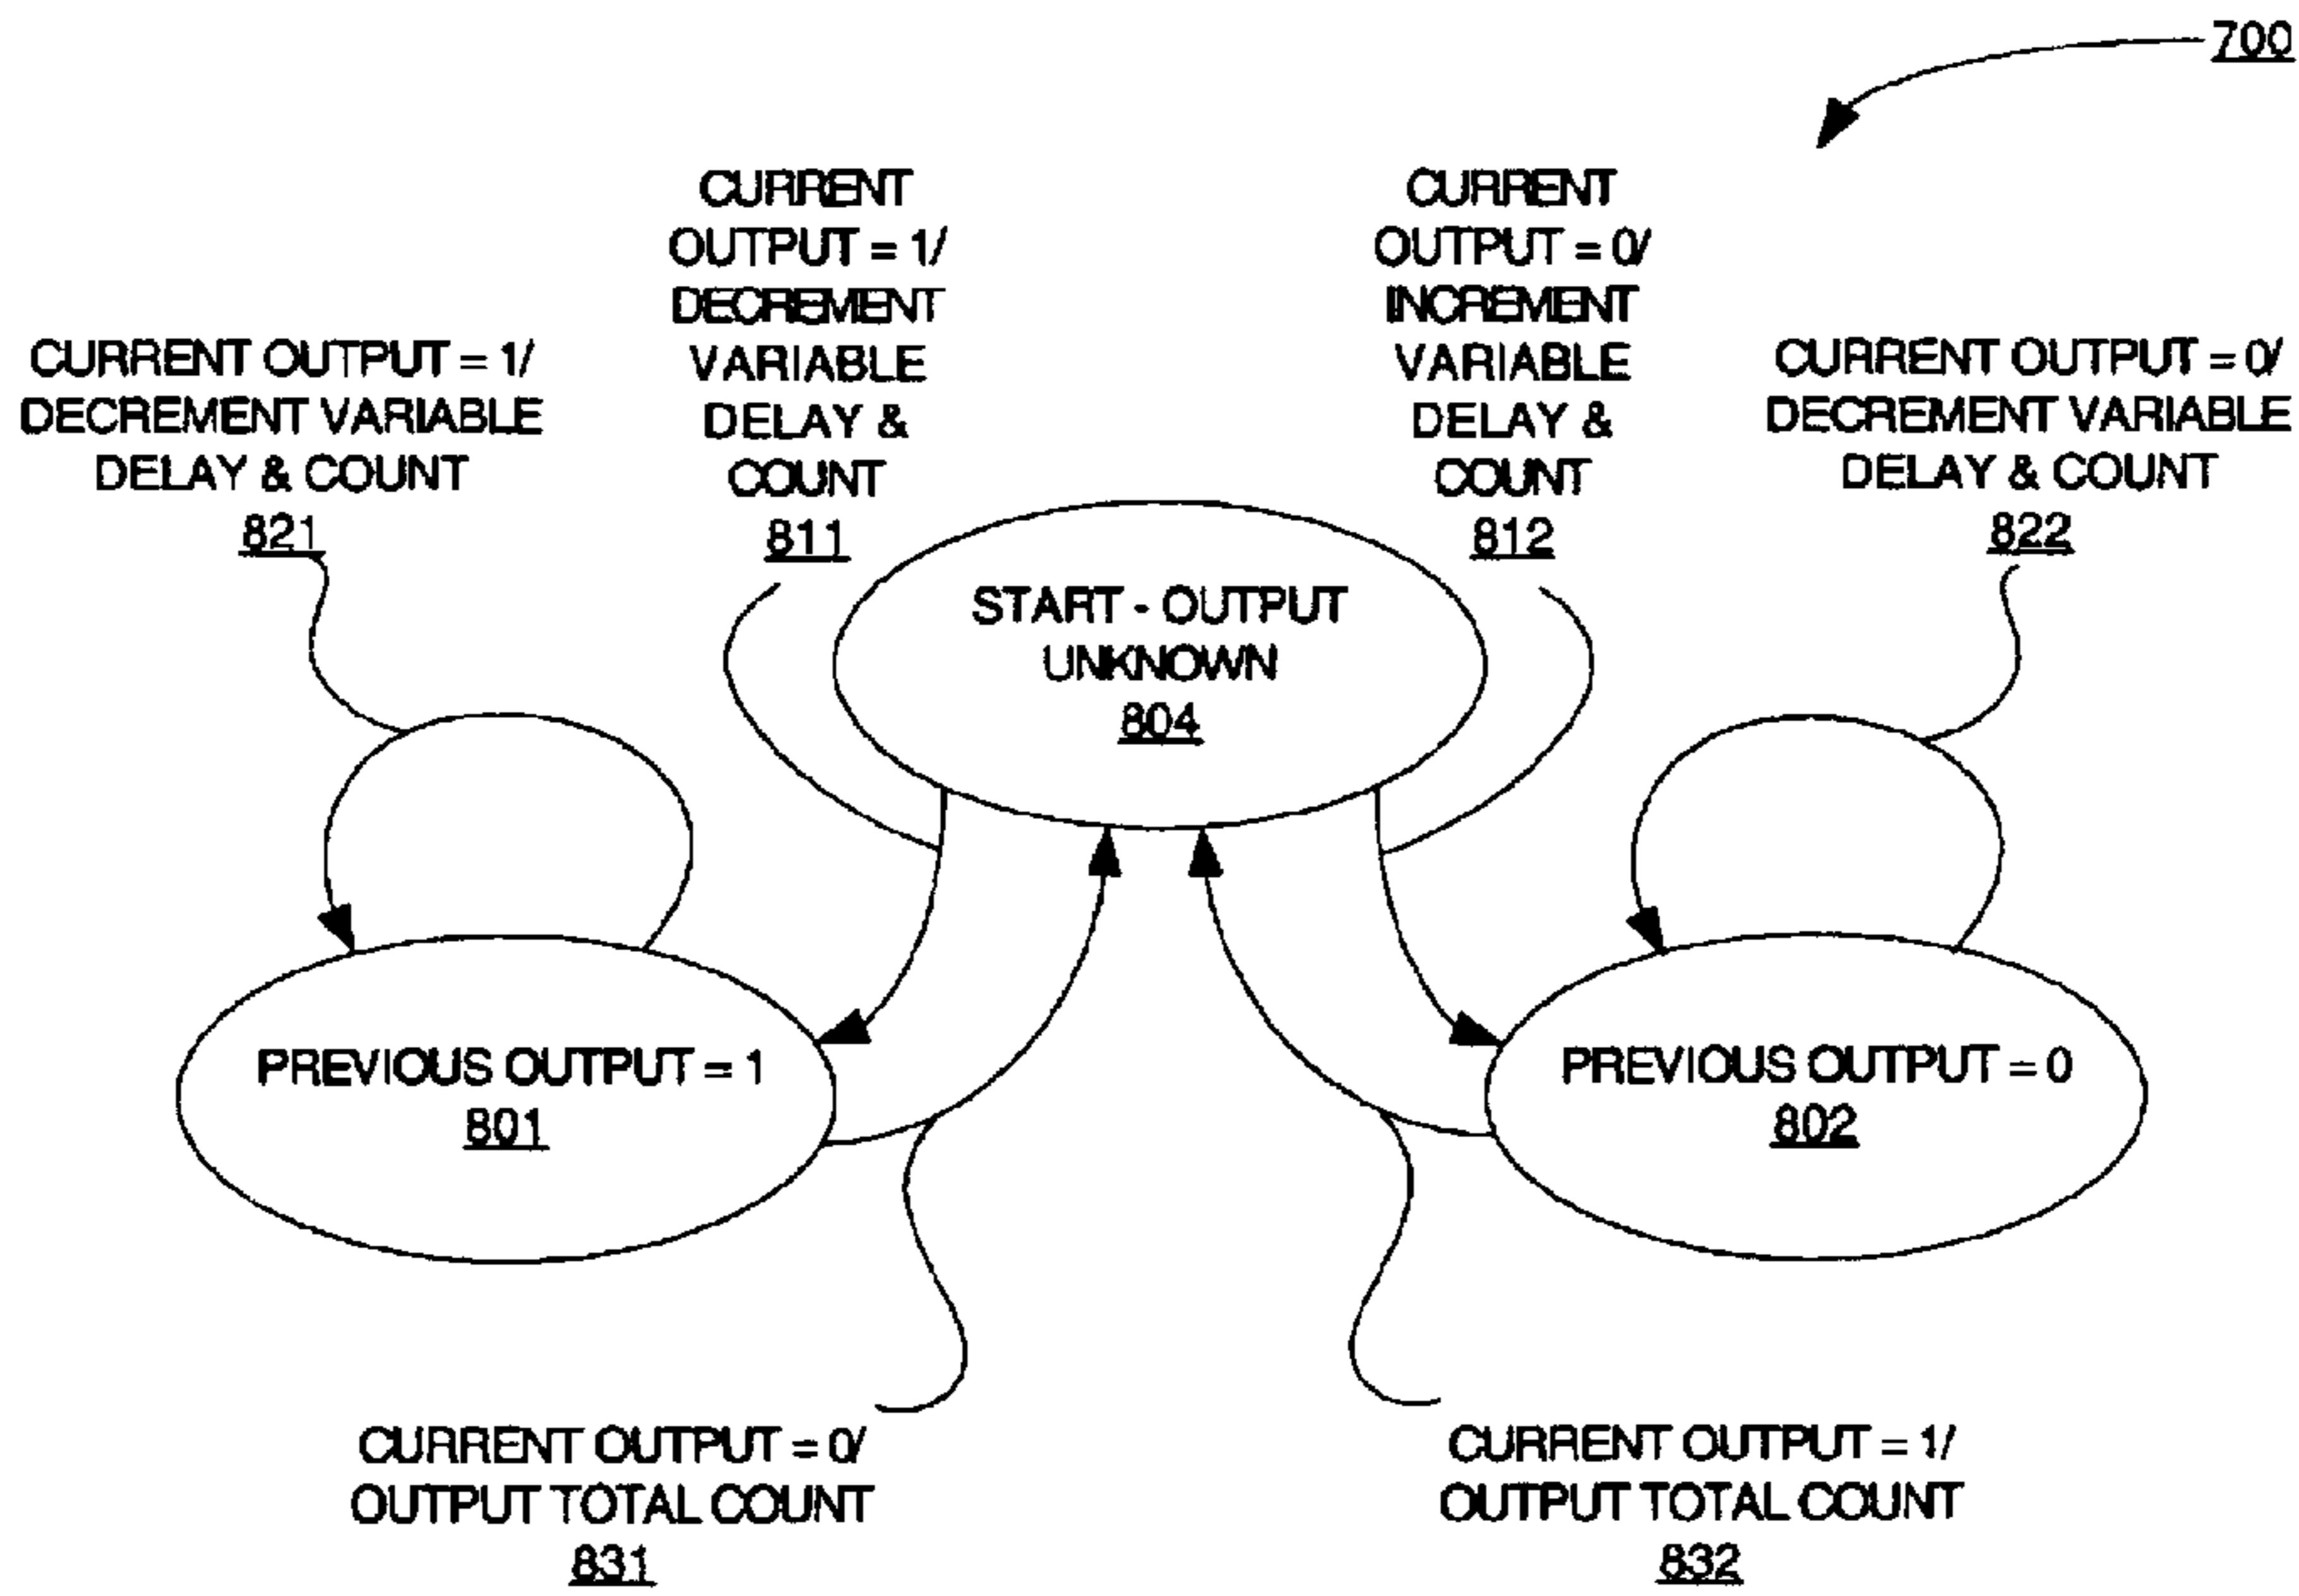 700
CURRENT
OUTPUT = 1/
DECREMENT
VARIABLE
DELAY &
COUNT
811
CURRENT
OUTPUT = 0/
INCREMENT
VARIABLE
DELAY &
COUNT
812
CURRENT OUTPUT = 1/
DECREMENT VARIABLE
DELAY & COUNT
821
CURRENT OUTPUT = 0/
DECREMENT VARIABLE
DELAY & COUNT
822
START - OUTPUT
UNKNOWN
804
PREVIOUS OUTPUT = 1
801
PREVIOUS OUTPUT = 0
802
CURRENT OUTPUT = 0/
OUTPUT TOTAL COUNT
831
CURRENT OUTPUT = 1/
OUTPUT TOTAL COUNT
832